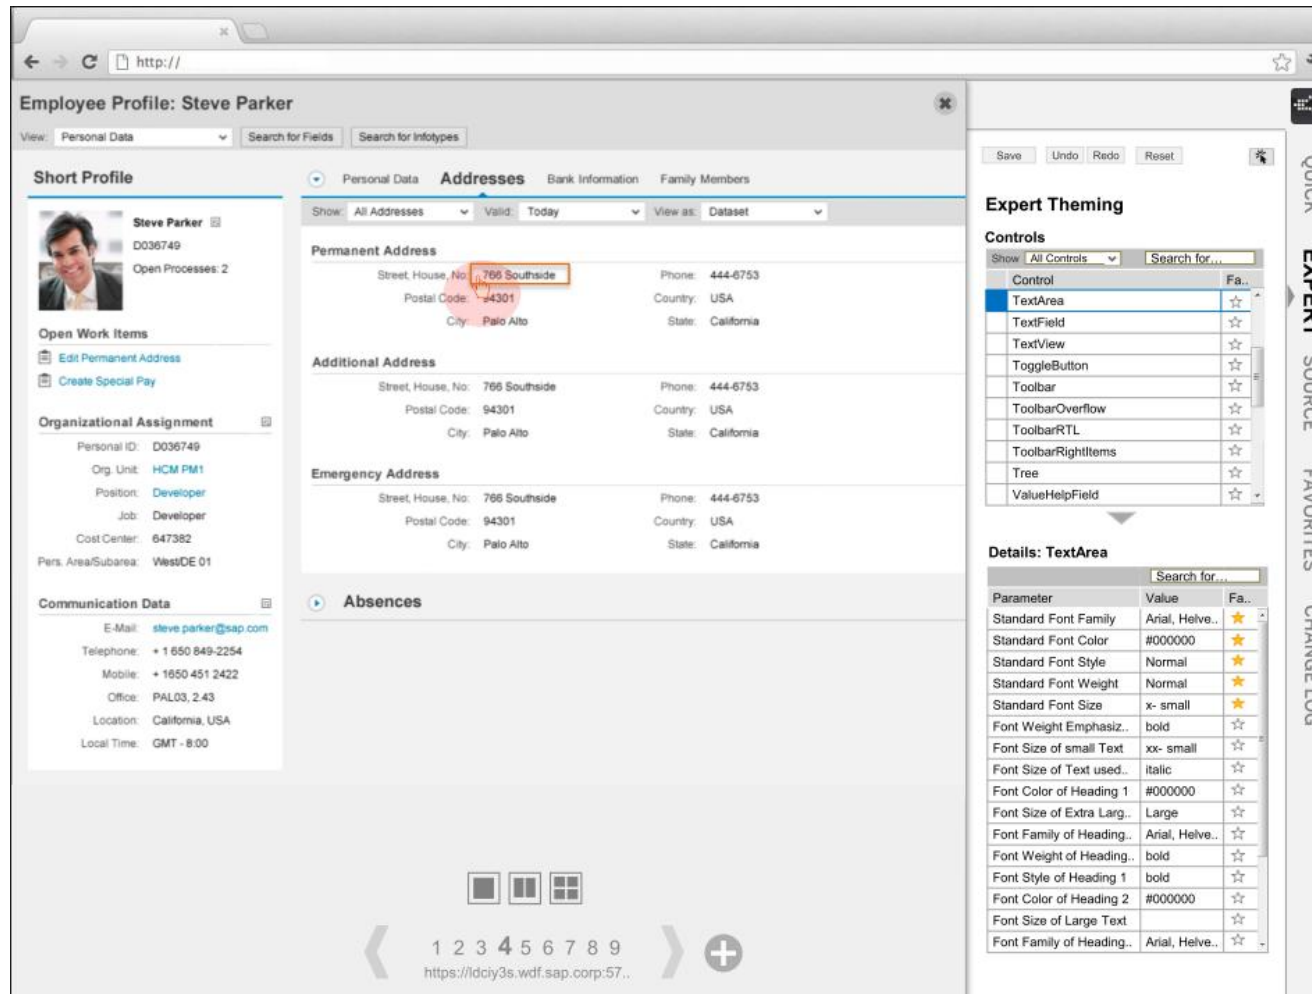 http://
Employee Profile: Steve Parker
View: Personal Data Search for Fields Search for Infotypes
Short Profile
Steve Parker
D036749
Open Processes: 2
Open Work Items
Edit Permanent Address
Create Special Pay
Organizational Assignment
Personal ID: D036749
Org. Unit: HCM PM1
Position: Developer
Job: Developer
Cost Center: 647382
Pers. Area/Subarea: West/DE 01
Communication Data
E-Mail: steve.parker@sap.com
Telephone: + 1 650 849-2254
Mobile: + 1650 451 2422
Office: PAL03, 2.43
Location: California, USA
Local Time: GMT - 8:00
Personal Data Addresses Bank Information Family Members
Show: All Addresses Valid: Today View as: Dataset
Permanent Address
Street, House, No: 766 Southside Phone: 444-6753
Postal Code: 94301 Country: USA
City: Palo Alto State: California
Additional Address
Street, House, No: 766 Southside Phone: 444-6753
Postal Code: 94301 Country: USA
City: Palo Alto State: California
Emergency Address
Street, House, No: 766 Southside Phone: 444-6753
Postal Code: 94301 Country: USA
City: Palo Alto State: California
Absences
1 2 3 4 5 6 7 8 9
https://ldciy3s.wdf.sap.corp:57..
Save Undo Redo Reset
Expert Theming
Controls
Show All Controls Search for...
Control Fa..
TextArea
TextField
TextView
ToggleButton
Toolbar
ToolbarOverflow
ToolbarRTL
ToolbarRightItems
Tree
ValueHelpField
Details: TextArea
Search for...
Parameter Value Fa..
Standard Font Family Arial, Helve..
Standard Font Color #000000
Standard Font Style Normal
Standard Font Weight Normal
Standard Font Size x- small
Font Weight Emphasiz.. bold
Font Size of small Text xx- small
Font Size of Text used.. italic
Font Color of Heading 1 #000000
Font Size of Extra Larg.. Large
Font Family of Heading.. Arial, Helve..
Font Weight of Heading.. bold
Font Style of Heading 1 bold
Font Color of Heading 2 #000000
Font Size of Large Text
Font Family of Heading.. Arial, Helve..
QUICK
EXPERT
SOURCE
FAVORITES
CHANGE LOG